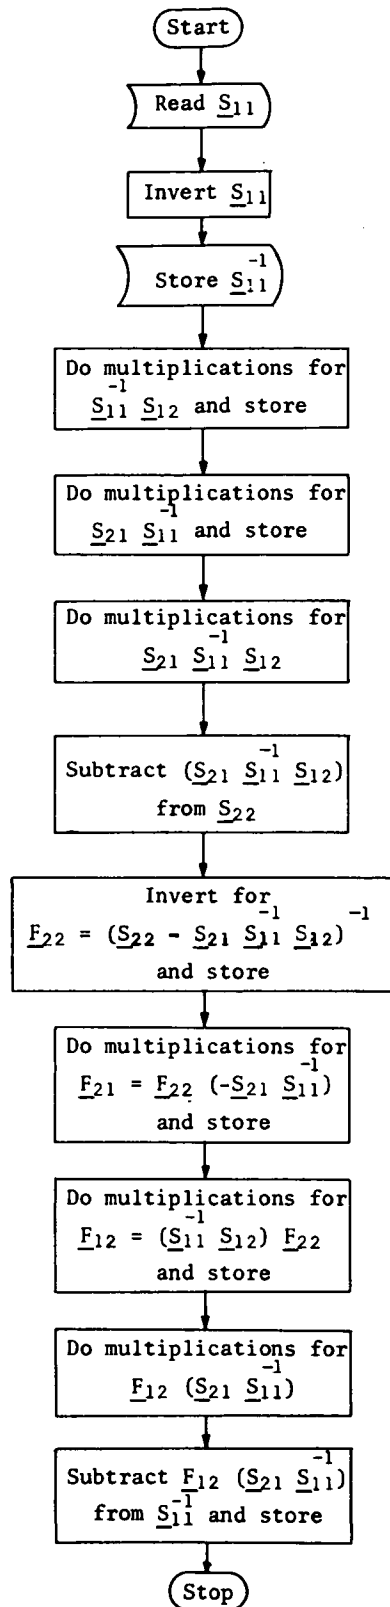 Start
Read S11
Invert S11
Store S11^-1
Do multiplications for
S11^-1 S12 and store
Do multiplications for
S21 S11^-1 and store
Do multiplications for
S21 S11^-1 S12
Subtract (S21 S11^-1 S12)
from S22
Invert for
F22 = (S22 - S21 S11^-1 S12)^-1
and store
Do multiplications for
F21 = F22 (-S21 S11^-1)
and store
Do multiplications for
F12 = (S11^-1 S12) F22
and store
Do multiplications for
F12 (S21 S11^-1)
Subtract F12 (S21 S11^-1)
from S11^-1 and store
Stop